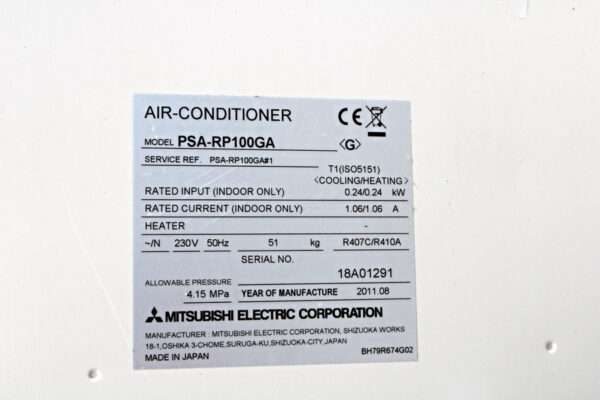 AIR-CONDITIONER
CE
MODEL PSA-RP100GA 〈G〉
SERVICE REF. PSA-RP100GA#1
T1(ISO5151)
〈COOLING/HEATING〉
RATED INPUT (INDOOR ONLY) 0.24/0.24 kW
RATED CURRENT (INDOOR ONLY) 1.06/1.06 A
HEATER - -
~/N 230V 50Hz 51 kg R407C/R410A
SERIAL NO.
18A01291
ALLOWABLE PRESSURE
4.15 MPa YEAR OF MANUFACTURE 2011.08
MITSUBISHI ELECTRIC CORPORATION
MANUFACTURER : MITSUBISHI ELECTRIC CORPORATION, SHIZUOKA WORKS
18-1,OSHIKA 3-CHOME,SURUGA-KU,SHIZUOKA-CITY,JAPAN
MADE IN JAPAN BH79R674G02